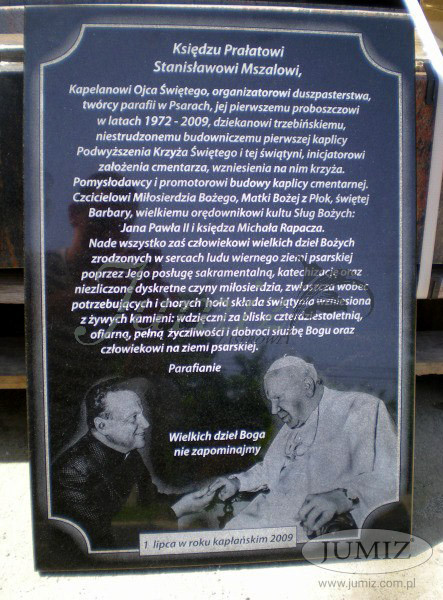 Księdzu Prałatowi
Stanisławowi Mszalowi,
Kapelanowi Ojca Świętego, organizatorowi duszpasterstwa,
twórcy parafii w Psarach, jej pierwszemu proboszczowi
w latach 1972 - 2009, dziekanowi trzebińskiemu,
niestrudzonemu budowniczemu pierwszej kaplicy
Podwyższenia Krzyża Świętego i tej świątyni, inicjatorowi
założenia cmentarza, wzniesienia na nim krzyża.
Pomysłodawcy i promotorowi budowy kaplicy cmentarnej.
Czcicielowi Miłosierdzia Bożego, Matki Bożej z Płok, świętej
Barbary, wielkiemu orędownikowi kultu Sług Bożych:
Jana Pawła II i księdza Michała Rapacza.
Nade wszystko zaś człowiekowi wielkich dzieł Bożych
zrodzonych w sercach ludu wiernego ziemi psarskiej
poprzez Jego posługę sakramentalną, katechizację oraz
niezliczone dyskretne czyny miłosierdzia, zwłaszcza wobec
potrzebujących i chorych hołd składa świątynia wzniesiona
z żywych kamieni: wdzięczni za blisko czterdziestoletnią,
ofiarną, pełną życzliwości i dobroci służbę Bogu oraz
człowiekowi na ziemi psarskiej.
Parafianie
Wielkich dzieł Boga
nie zapominajmy
1 lipca w roku kapłańskim 2009
JUMIZ
www.jumiz.com.pl